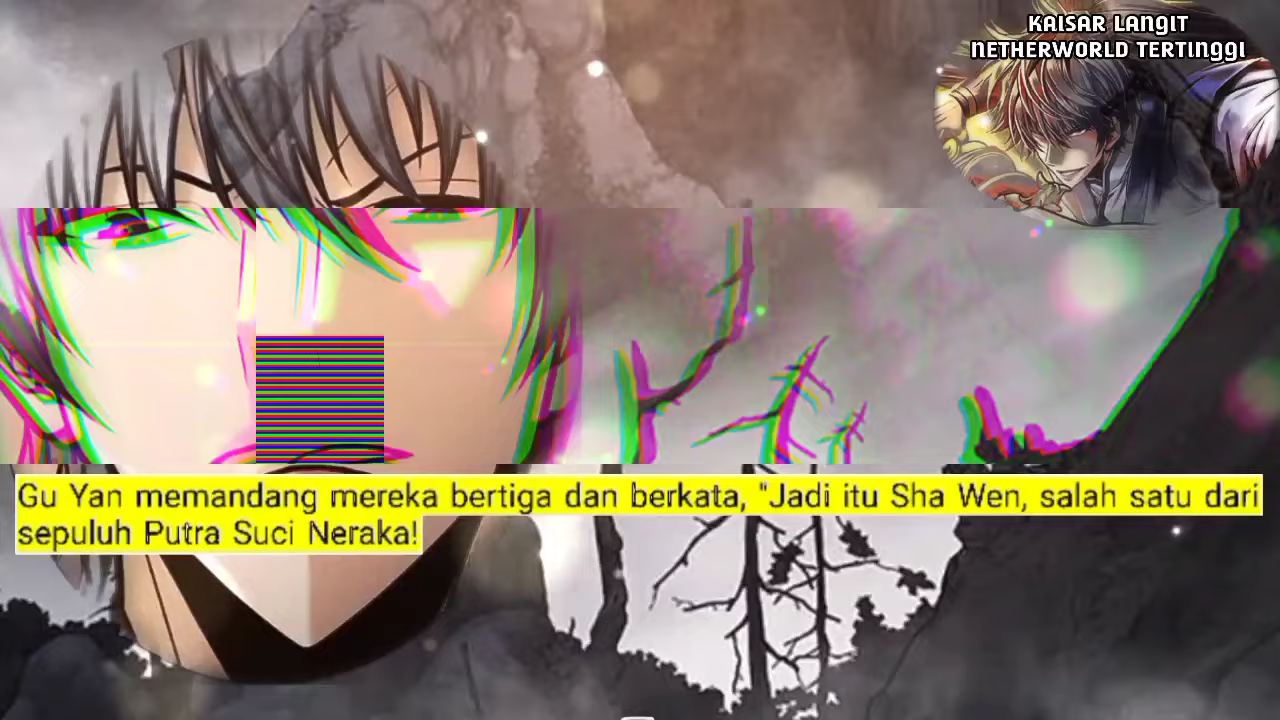 KAISAR LANGIT
NETHERWORLD TERTINGGI
Gu Yan memandang mereka bertiga dan berkata, "Jadi itu Sha Wen, salah satu dari
sepuluh Putra Suci Neraka!